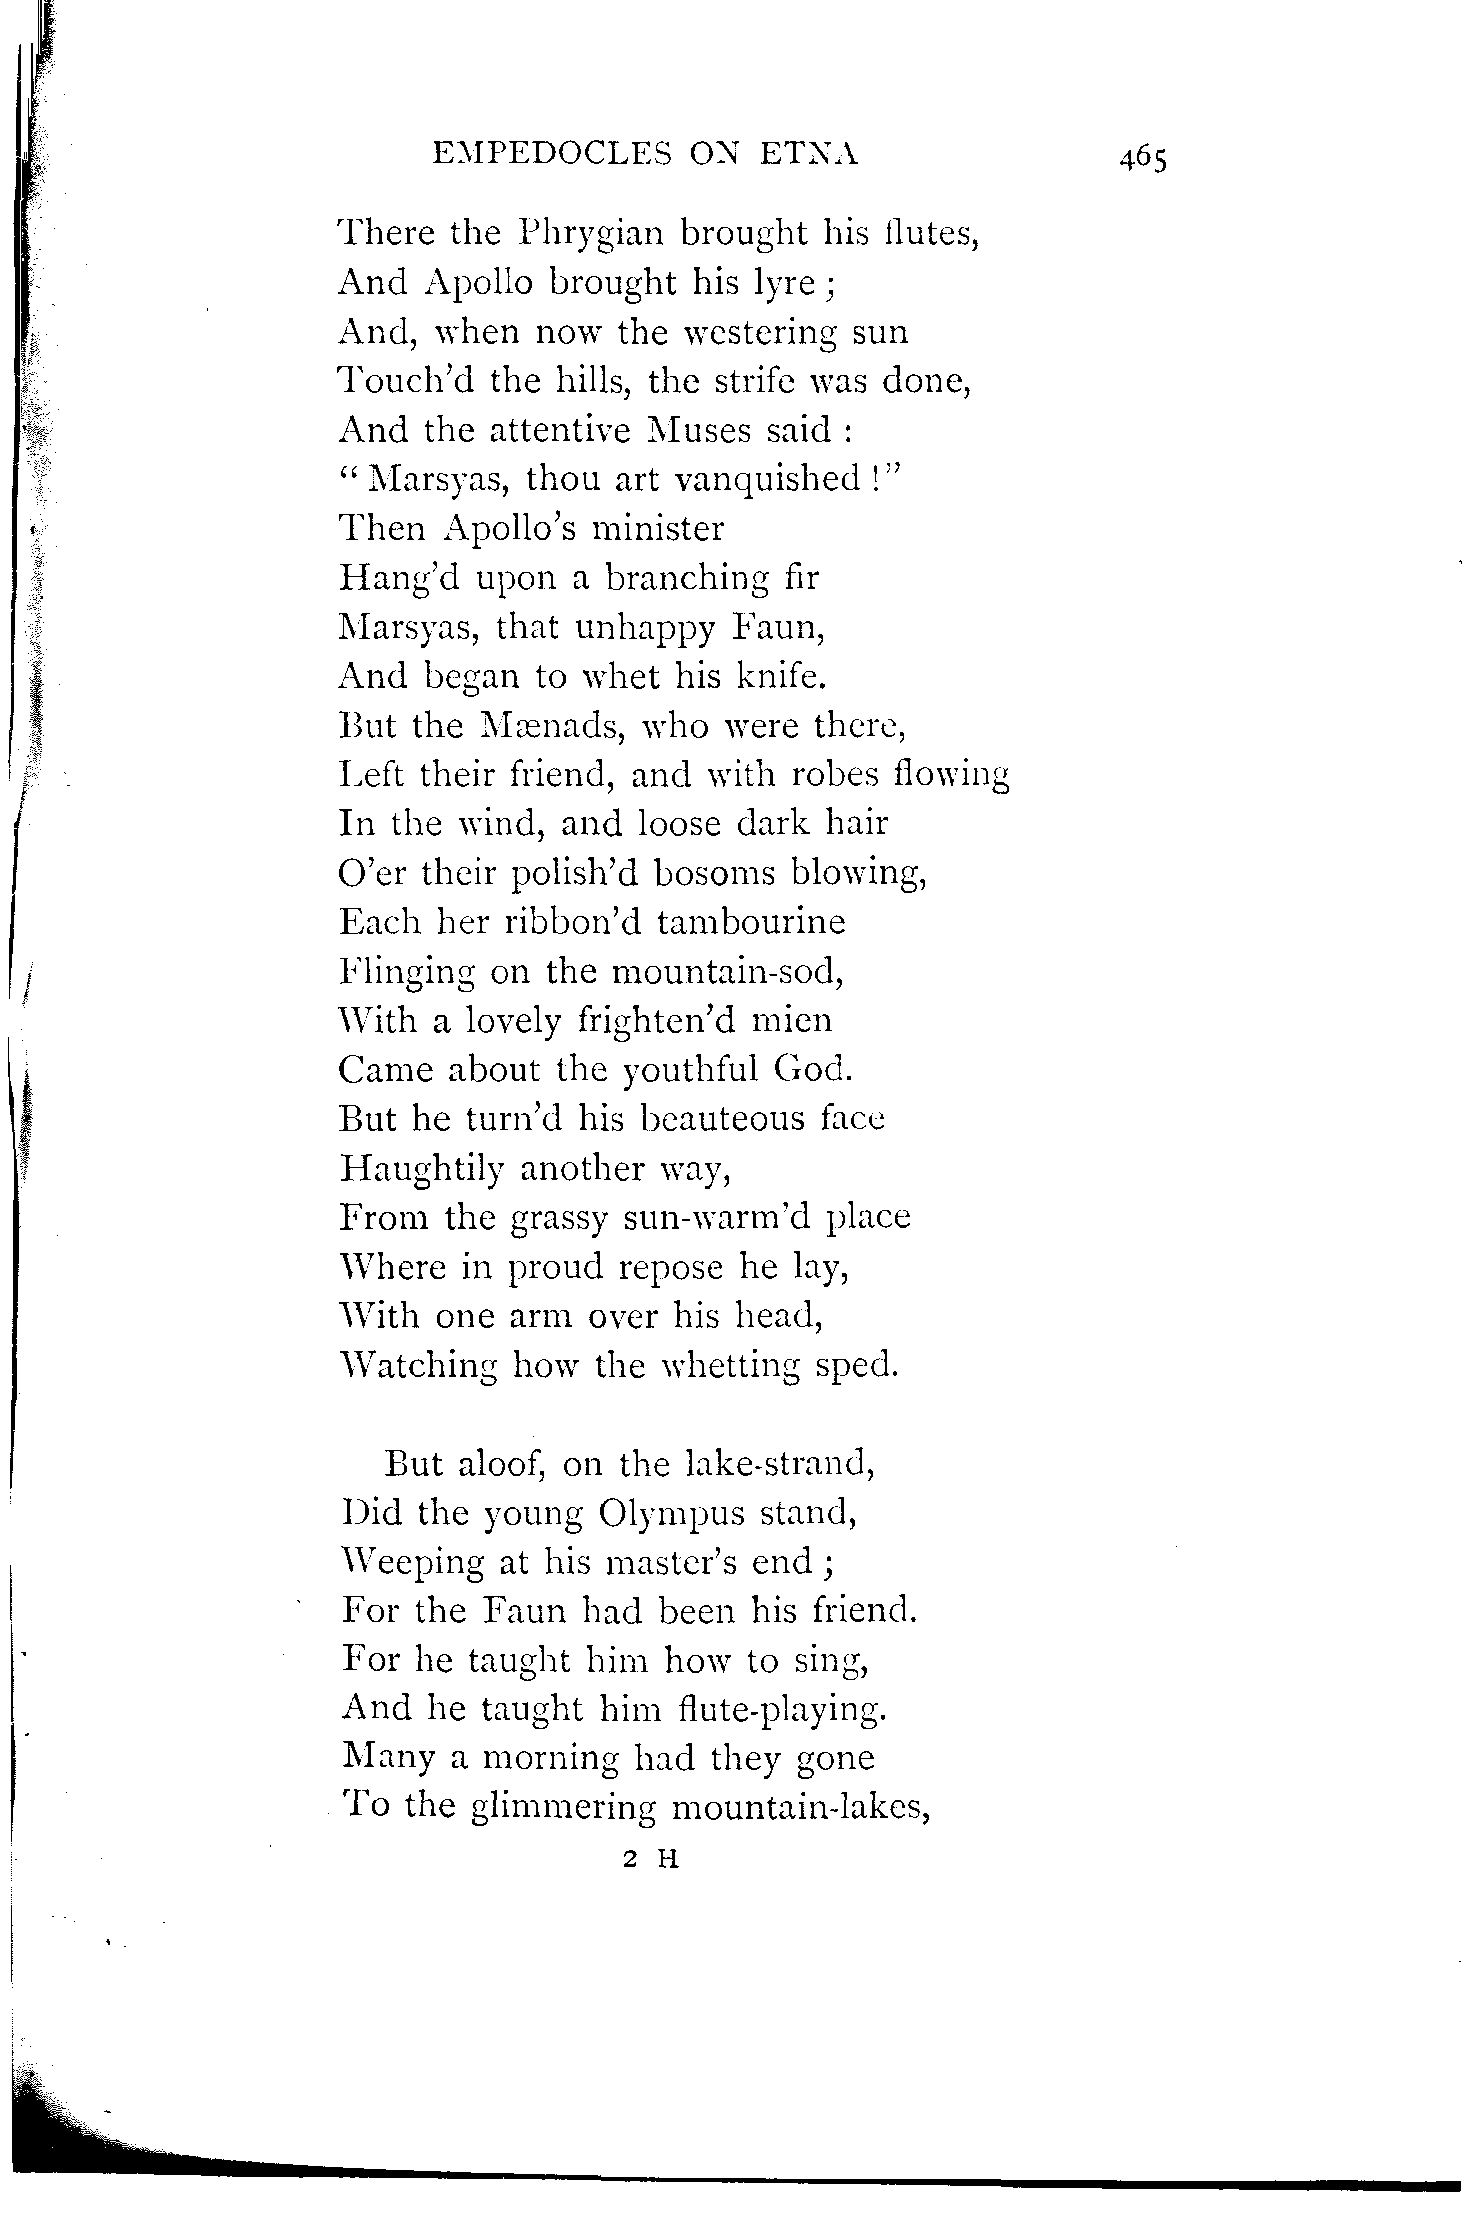 EMPEDOCLES ON ETNA 465
There the Phrygian brought his flutes,
And Apollo brought his lyre ;
And, when now the westering sun
Touch'd the hills, the strife was done,
And the attentive Muses said :
“ Marsyas, thou art vanquished !”
Then Apollo's minister
Hang'd upon a branching fir
Marsyas, that unhappy Faun,
And began to whet his knife.
But the Mænads, who were there,
Left their friend, and with robes flowing
In the wind, and loose dark hair
O'er their polish'd bosoms blowing,
Each her ribbon'd tambourine
Flinging on the mountain-sod,
With a lovely frighten'd mien
Came about the youthful God.
But he turn'd his beauteous face
Haughtily another way,
From the grassy sun-warm'd place
Where in proud repose he lay,
With one arm over his head,
Watching how the whetting sped.
But aloof, on the lake-strand,
Did the young Olympus stand,
Weeping at his master's end ;
For the Faun had been his friend.
For he taught him how to sing,
And he taught him flute-playing.
Many a morning had they gone
To the glimmering mountain-lakes,
2 H